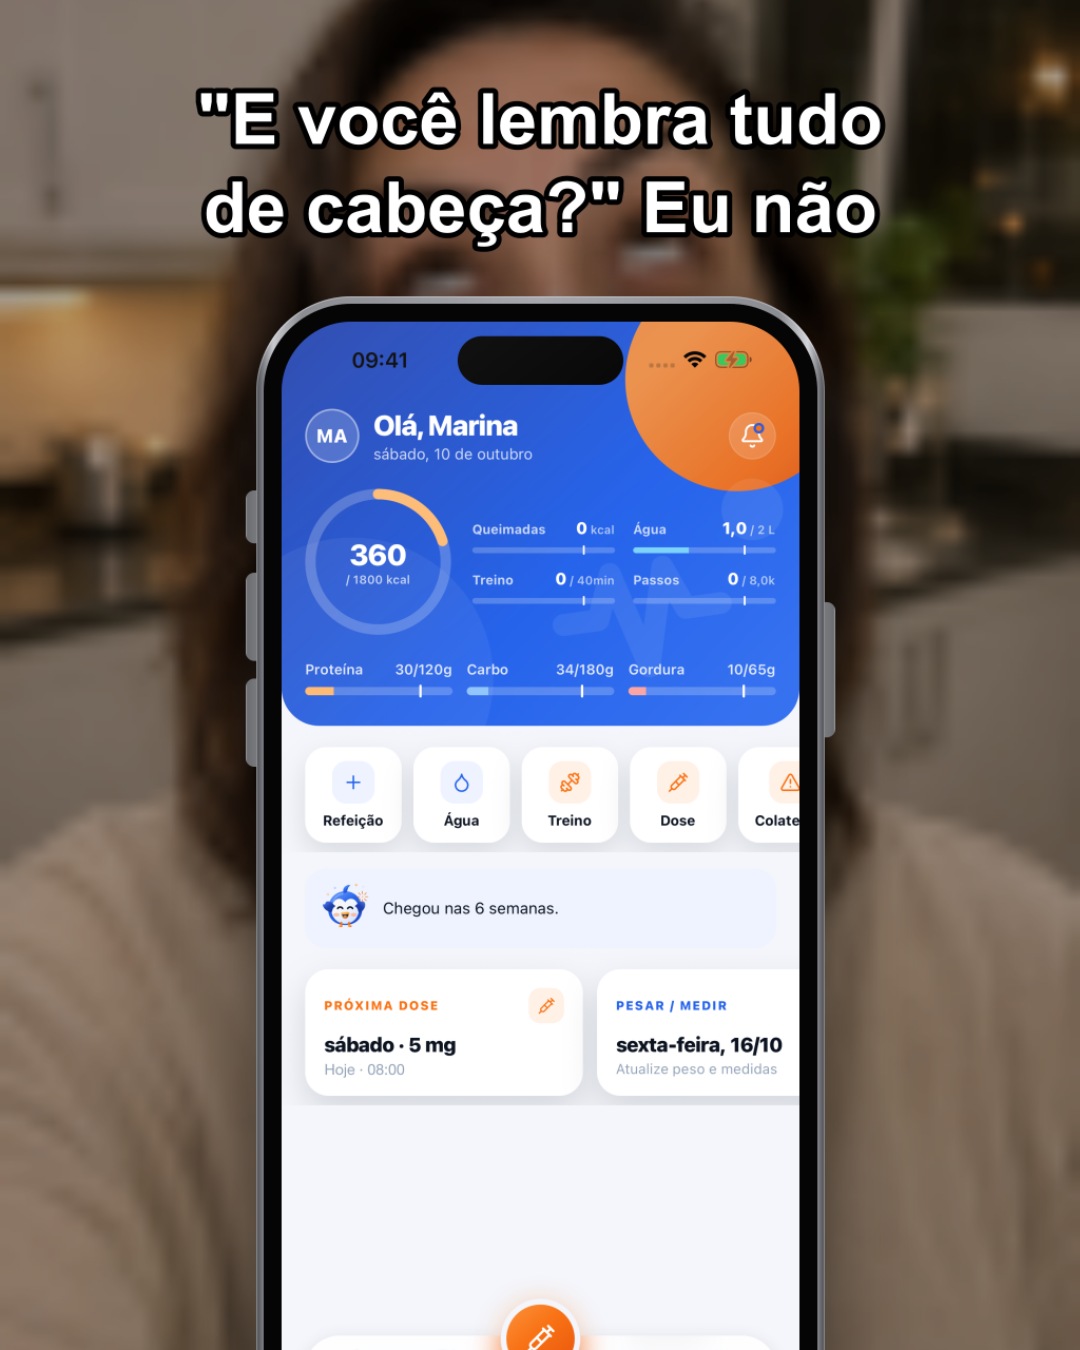 "E você lembra tudo
de cabeça?" Eu não
09:41
MA
Olá, Marina
sábado, 10 de outubro
360
/ 1800 kcal
Queimadas 0 kcal
Água 1,0 / 2 L
Treino 0 / 40min
Passos 0 / 8,0k
Proteína 30/120g
Carbo 34/180g
Gordura 10/65g
Refeição
Água
Treino
Dose
Colate
Chegou nas 6 semanas.
PRÓXIMA DOSE
sábado · 5 mg
Hoje · 08:00
PESAR / MEDIR
sexta-feira, 16/10
Atualize peso e medidas